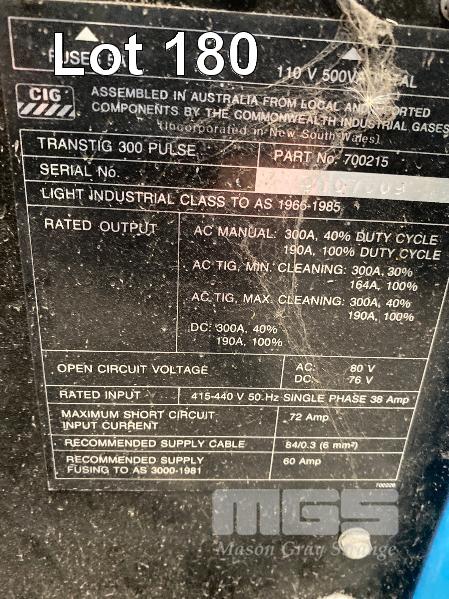 Lot 180
110 V 500VA
CIG
ASSEMBLED IN AUSTRALIA FROM LOCAL AND IMPORTED
COMPONENTS BY THE COMMONWEALTH INDUSTRIAL GASES
(Incorporated in New South Wales)
TRANSTIG 300 PULSE
PART No. 700215
SERIAL No.
LIGHT INDUSTRIAL CLASS TO AS 1966-1985
RATED OUTPUT
AC MANUAL: 300A, 40% DUTY CYCLE
190A, 100% DUTY CYCLE
AC TIG, MIN. CLEANING: 300A, 30%
164A, 100%
AC TIG, MAX. CLEANING: 300A, 40%
190A, 100%
DC: 300A, 40%
190A, 100%
OPEN CIRCUIT VOLTAGE
AC: 80 V
DC: 76 V
RATED INPUT
415-440 V 50 Hz SINGLE PHASE 38 Amp
MAXIMUM SHORT CIRCUIT
INPUT CURRENT
72 Amp
RECOMMENDED SUPPLY CABLE
84/0.3 (6 mm²)
RECOMMENDED SUPPLY
FUSING TO AS 3000-1981
60 Amp
MGS
Mason Gray Strange